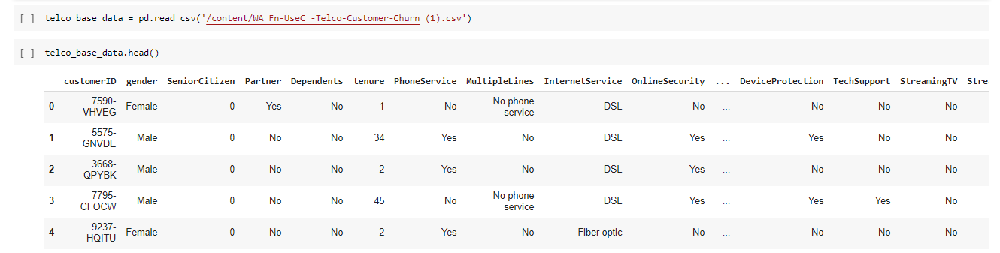 [ ] telco_base_data = pd.read_csv('/content/WA_Fn-UseC_-Telco-Customer-Churn (1).csv')
[ ] telco_base_data.head()
customerID gender SeniorCitizen Partner Dependents tenure PhoneService MultipleLines InternetService OnlineSecurity ... DeviceProtection TechSupport StreamingTV Stre
0 7590-VHVEG Female 0 Yes No 1 No No phone service DSL No ... No No No
1 5575-GNVDE Male 0 No No 34 Yes No DSL Yes ... Yes No No
2 3668-QPYBK Male 0 No No 2 Yes No DSL Yes ... No No No
3 7795-CFOCW Male 0 No No 45 No No phone service DSL Yes ... Yes Yes No
4 9237-HQITU Female 0 No No 2 Yes No Fiber optic No ... No No No